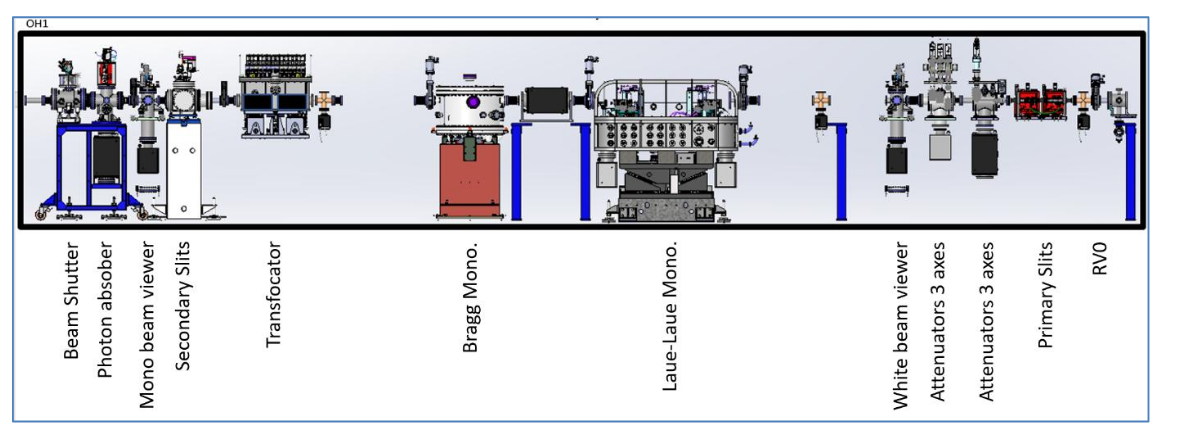 OH1
Beam Shutter
Photon absober
Mono beam viewer
Secondary Slits
Transfocator
Bragg Mono.
Laue-Laue Mono.
White beam viewer
Attenuators 3 axes
Attenuators 3 axes
Primary Slits
RV0